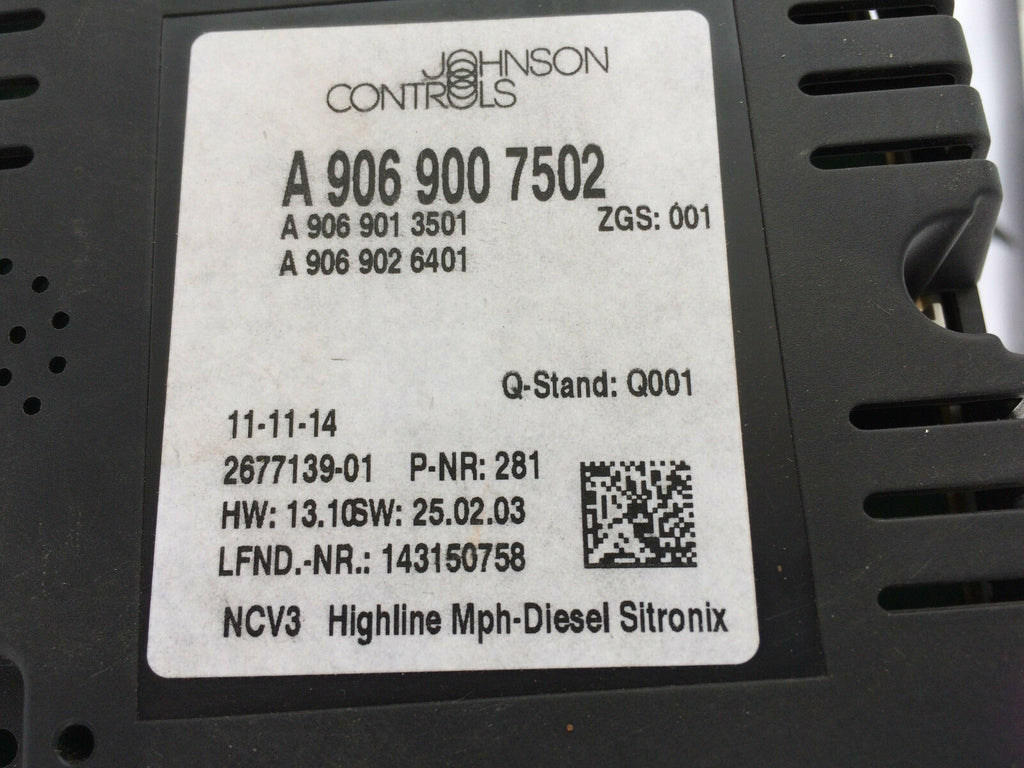 JOHNSON
CONTROLS
A 906 900 7502
A 906 901 3501 ZGS: 001
A 906 902 6401
Q-Stand: Q001
11-11-14
2677139-01 P-NR: 281
HW: 13.10SW: 25.02.03
LFND.-NR.: 143150758
NCV3 Highline Mph-Diesel Sitronix